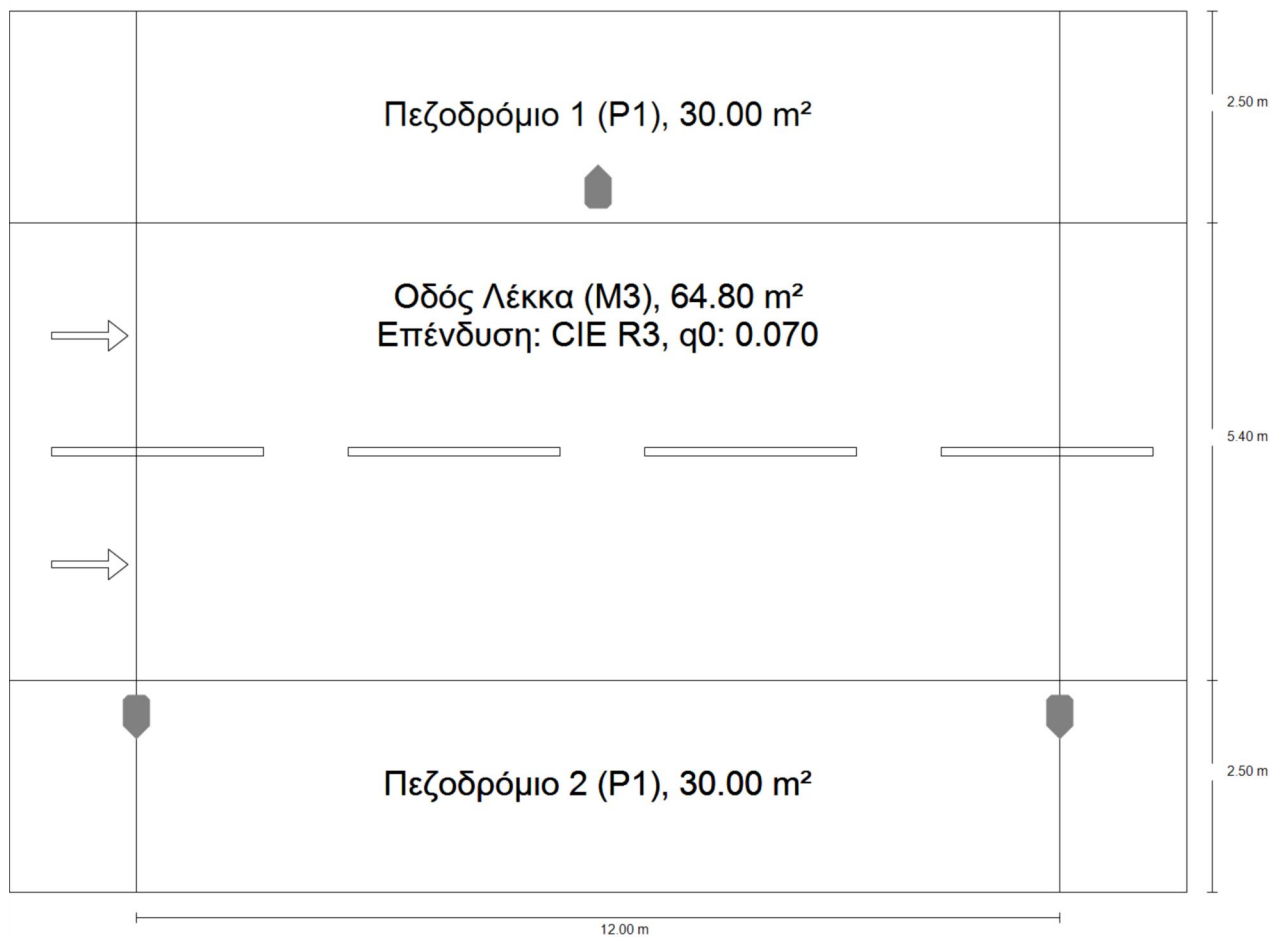 Πεζοδρόμιο 1 (P1), 30.00 m²
2.50 m
Οδός Λέκκα (M3), 64.80 m²
Επένδυση: CIE R3, q0: 0.070
5.40 m
Πεζοδρόμιο 2 (P1), 30.00 m²
2.50 m
12.00 m